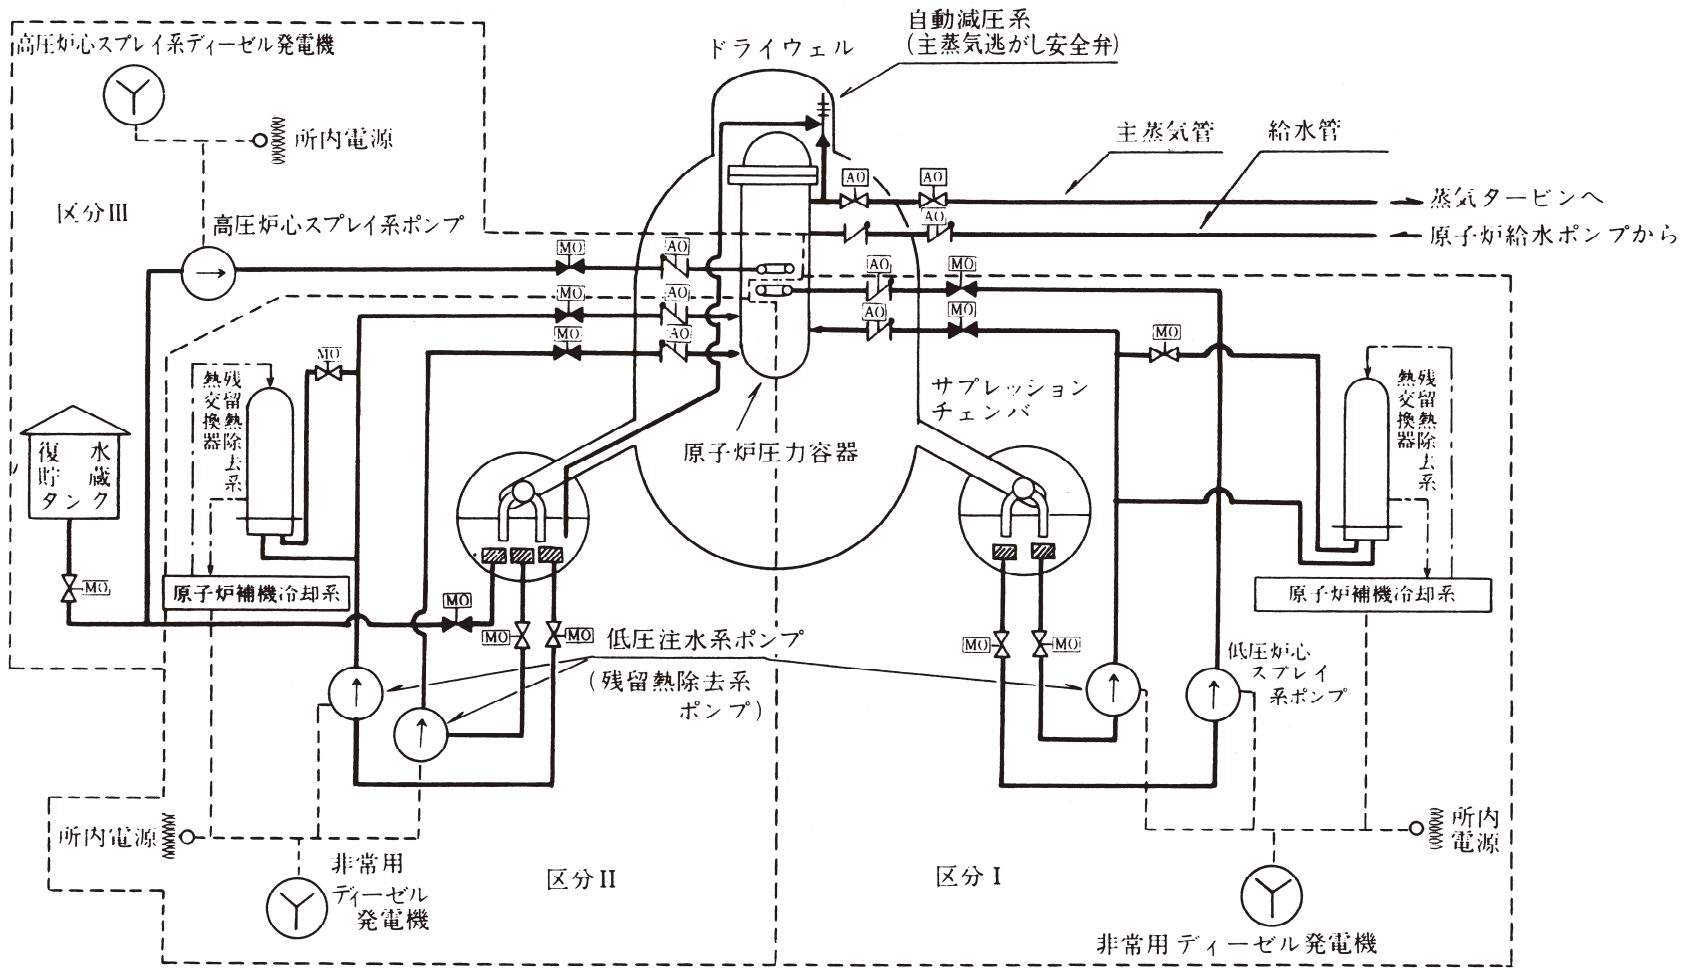 自動減圧系
(主蒸気逃がし安全弁)
ドライウェル
高圧炉心スプレイ系ディーゼル発電機
所内電源
区分III
高圧炉心スプレイ系ポンプ
主蒸気管
給水管
AO
AO
蒸気タービンへ
AO
原子炉給水ポンプから
MO
AO
AO
MO
MO
AO
AO
MO
MO
AO
MO
MO
残留熱除去系
熱交換器
サプレッション
チェンバ
残留熱除去系
熱交換器
原子炉圧力容器
復水
貯蔵
タンク
MO
原子炉補機冷却系
MO
原子炉補機冷却系
MO
MO
MO
MO
低圧注水系ポンプ
(残留熱除去系
ポンプ)
低圧炉心
スプレイ
系ポンプ
所内電源
所内
電源
非常用
ディーゼル
発電機
区分II
区分I
非常用ディーゼル発電機